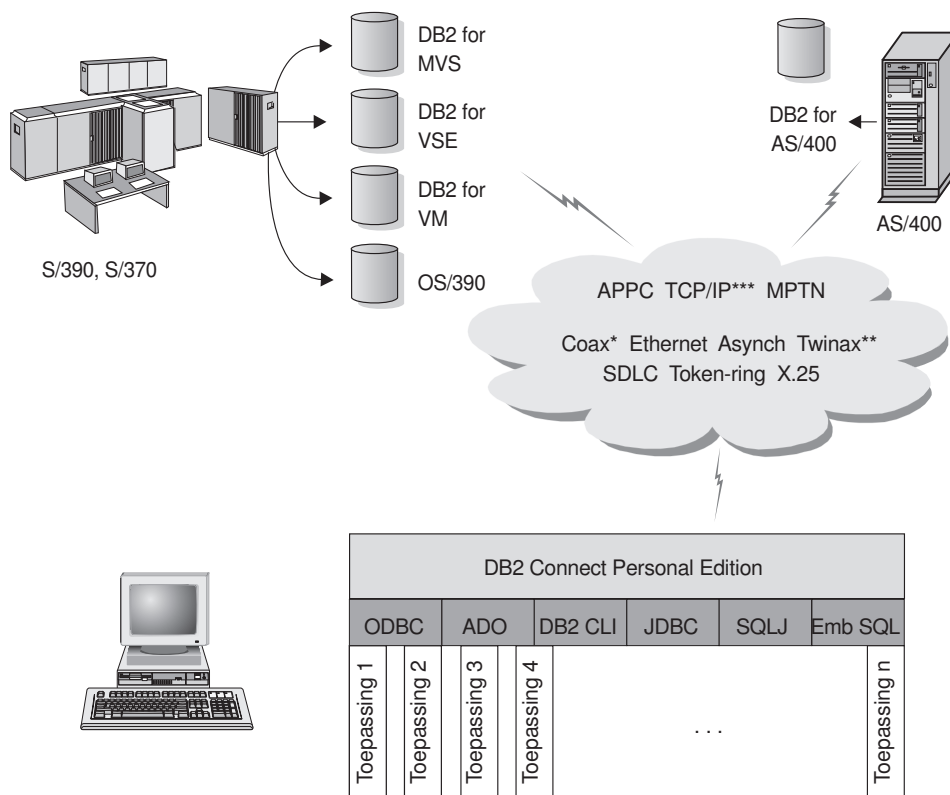 DB2 for
MVS
DB2 for
VSE
DB2 for
VM
OS/390
S/390, S/370
DB2 for
AS/400
AS/400
APPC TCP/IP*** MPTN
Coax* Ethernet Asynch Twinax**
SDLC Token-ring X.25
DB2 Connect Personal Edition
ODBC ADO DB2 CLI JDBC SQLJ Emb SQL
Toepassing 1
Toepassing 2
Toepassing 3
Toepassing 4
. . .
Toepassing n